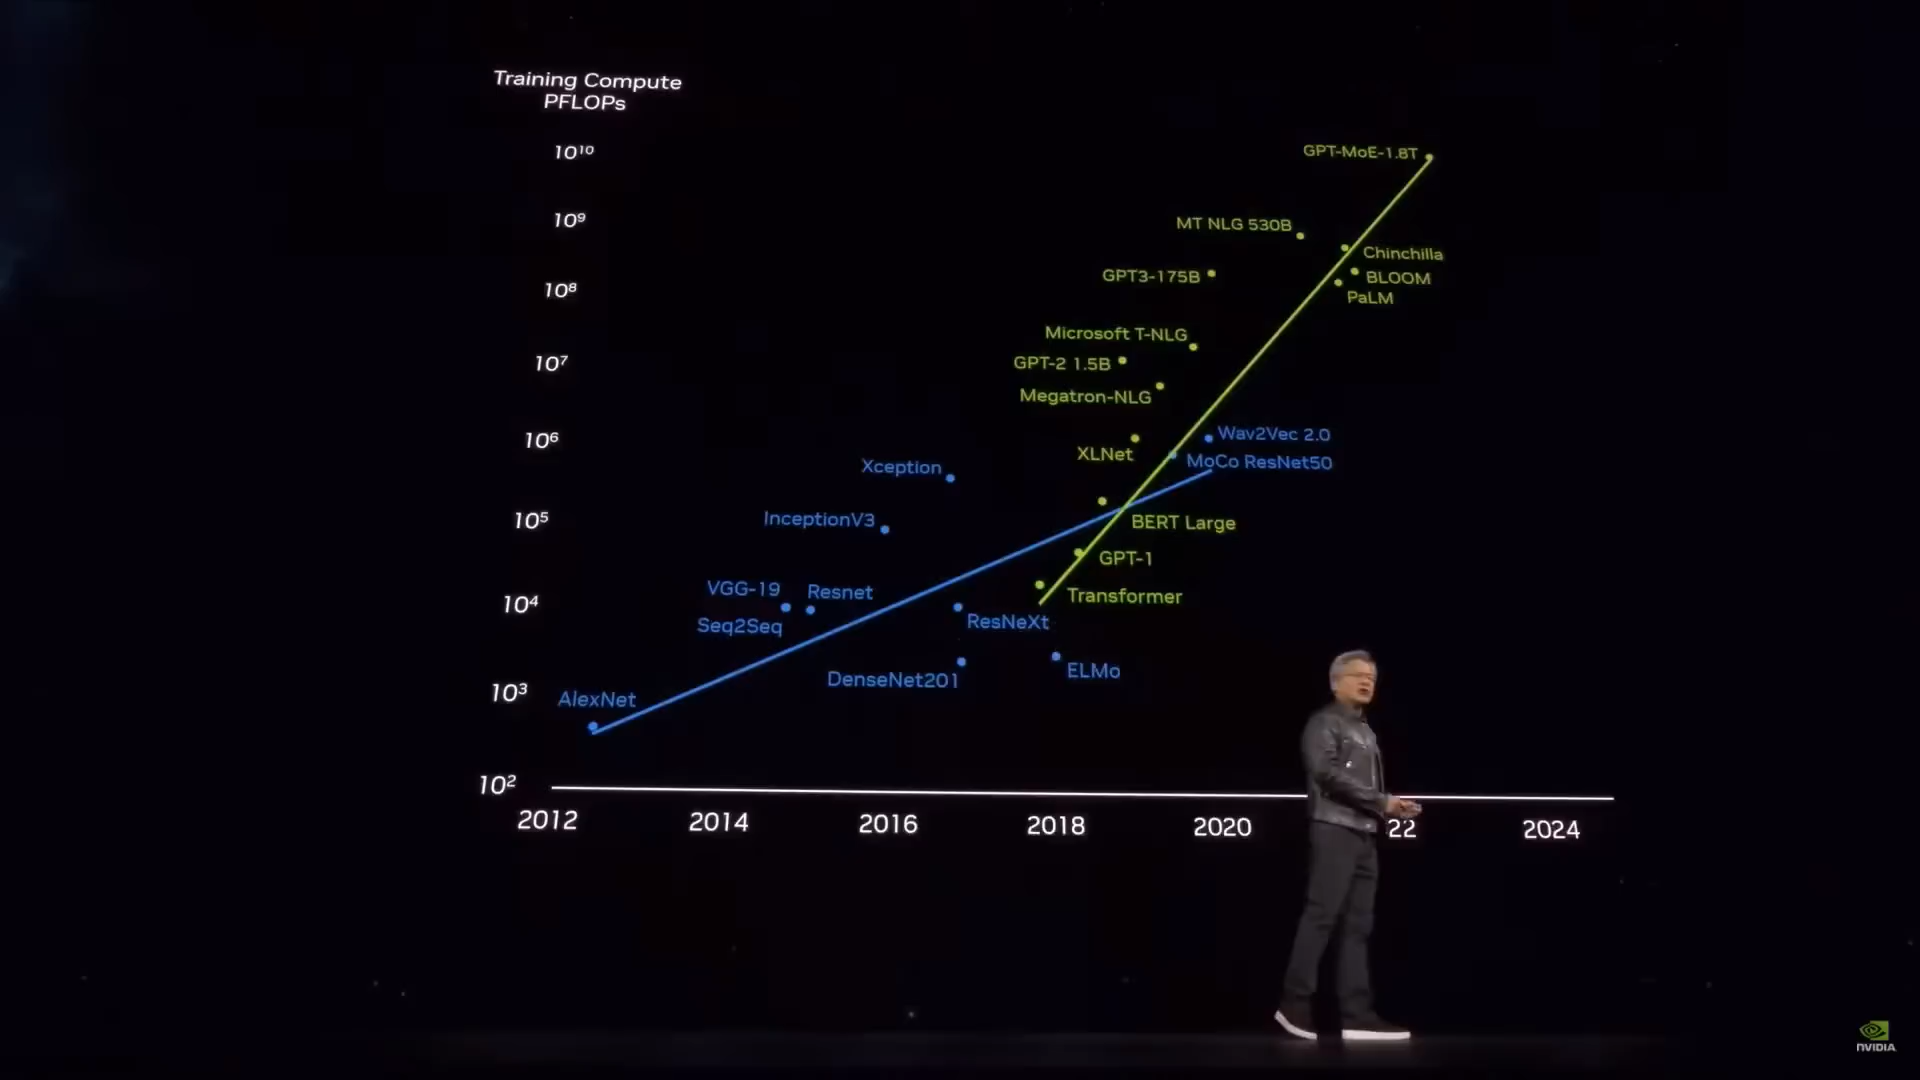 Training Compute
PFLOPs
10¹⁰
GPT-MoE-1.8T
10⁹
MT NLG 530B
Chinchilla
GPT3-175B
BLOOM
10⁸
PaLM
Microsoft T-NLG
10⁷
GPT-2 1.5B
Megatron-NLG
10⁶
Wav2Vec 2.0
XLNet
MoCo ResNet50
Xception
10⁵
InceptionV3
BERT Large
GPT-1
VGG-19
Resnet
Transformer
10⁴
Seq2Seq
ResNeXt
DenseNet201
ELMo
10³
AlexNet
10²
2012 2014 2016 2018 2020 22 2024
NVIDIA